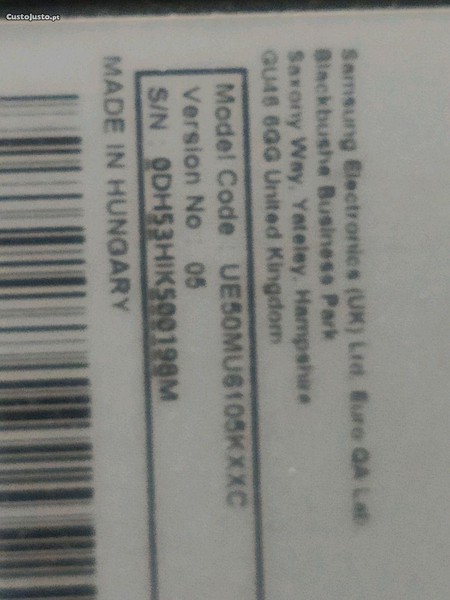 CustoJusto.pt
Samsung Electronics (UK) Ltd. Euro QA Lab.
Blackbushe Business Park
Saxony Way, Yateley, Hampshire
GU46 6GG United Kingdom
Model Code : UE50MU6105KXXC
Version No : 05
S/N : 0DH53HIK500198M
MADE IN HUNGARY